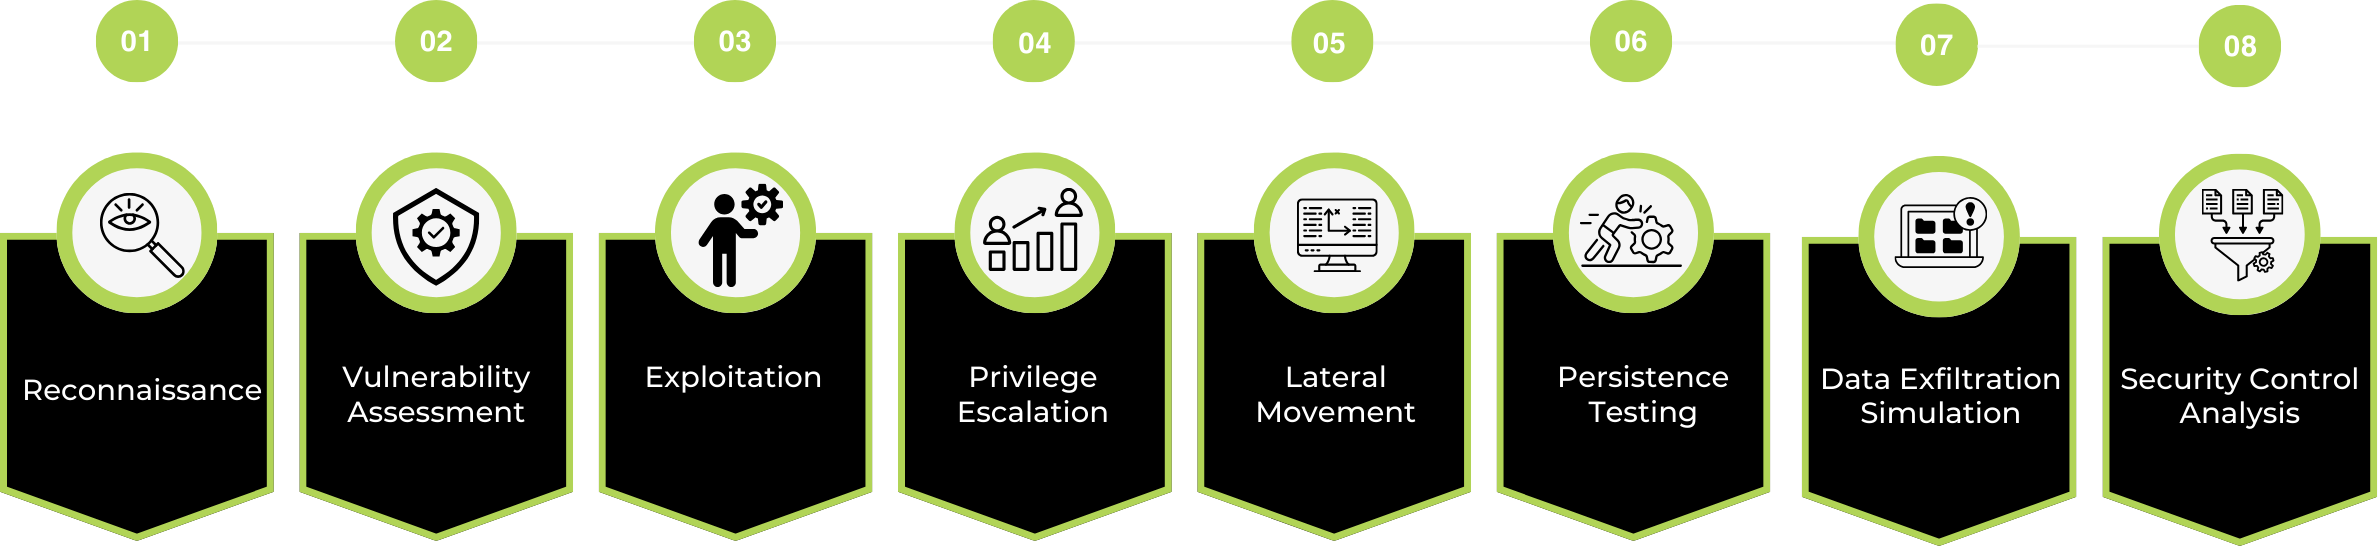 01
02
03
04
05
06
07
08
Reconnaissance
Vulnerability
Assessment
Exploitation
Privilege
Escalation
Lateral
Movement
Persistence
Testing
Data Exfiltration
Simulation
Security Control
Analysis